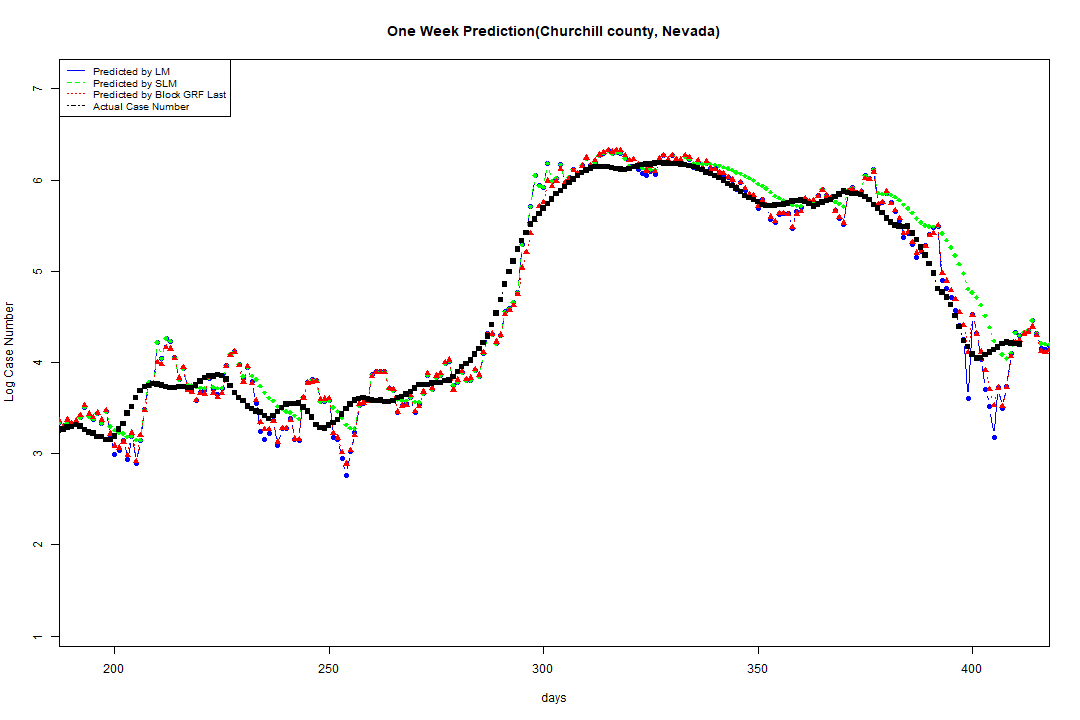 One Week Prediction(Churchill county, Nevada)
Predicted by LM
Predicted by SLM
Predicted by Block GRF Last
Actual Case Number
7
6
5
4
3
2
1
Log Case Number
200 250 300 350 400
days